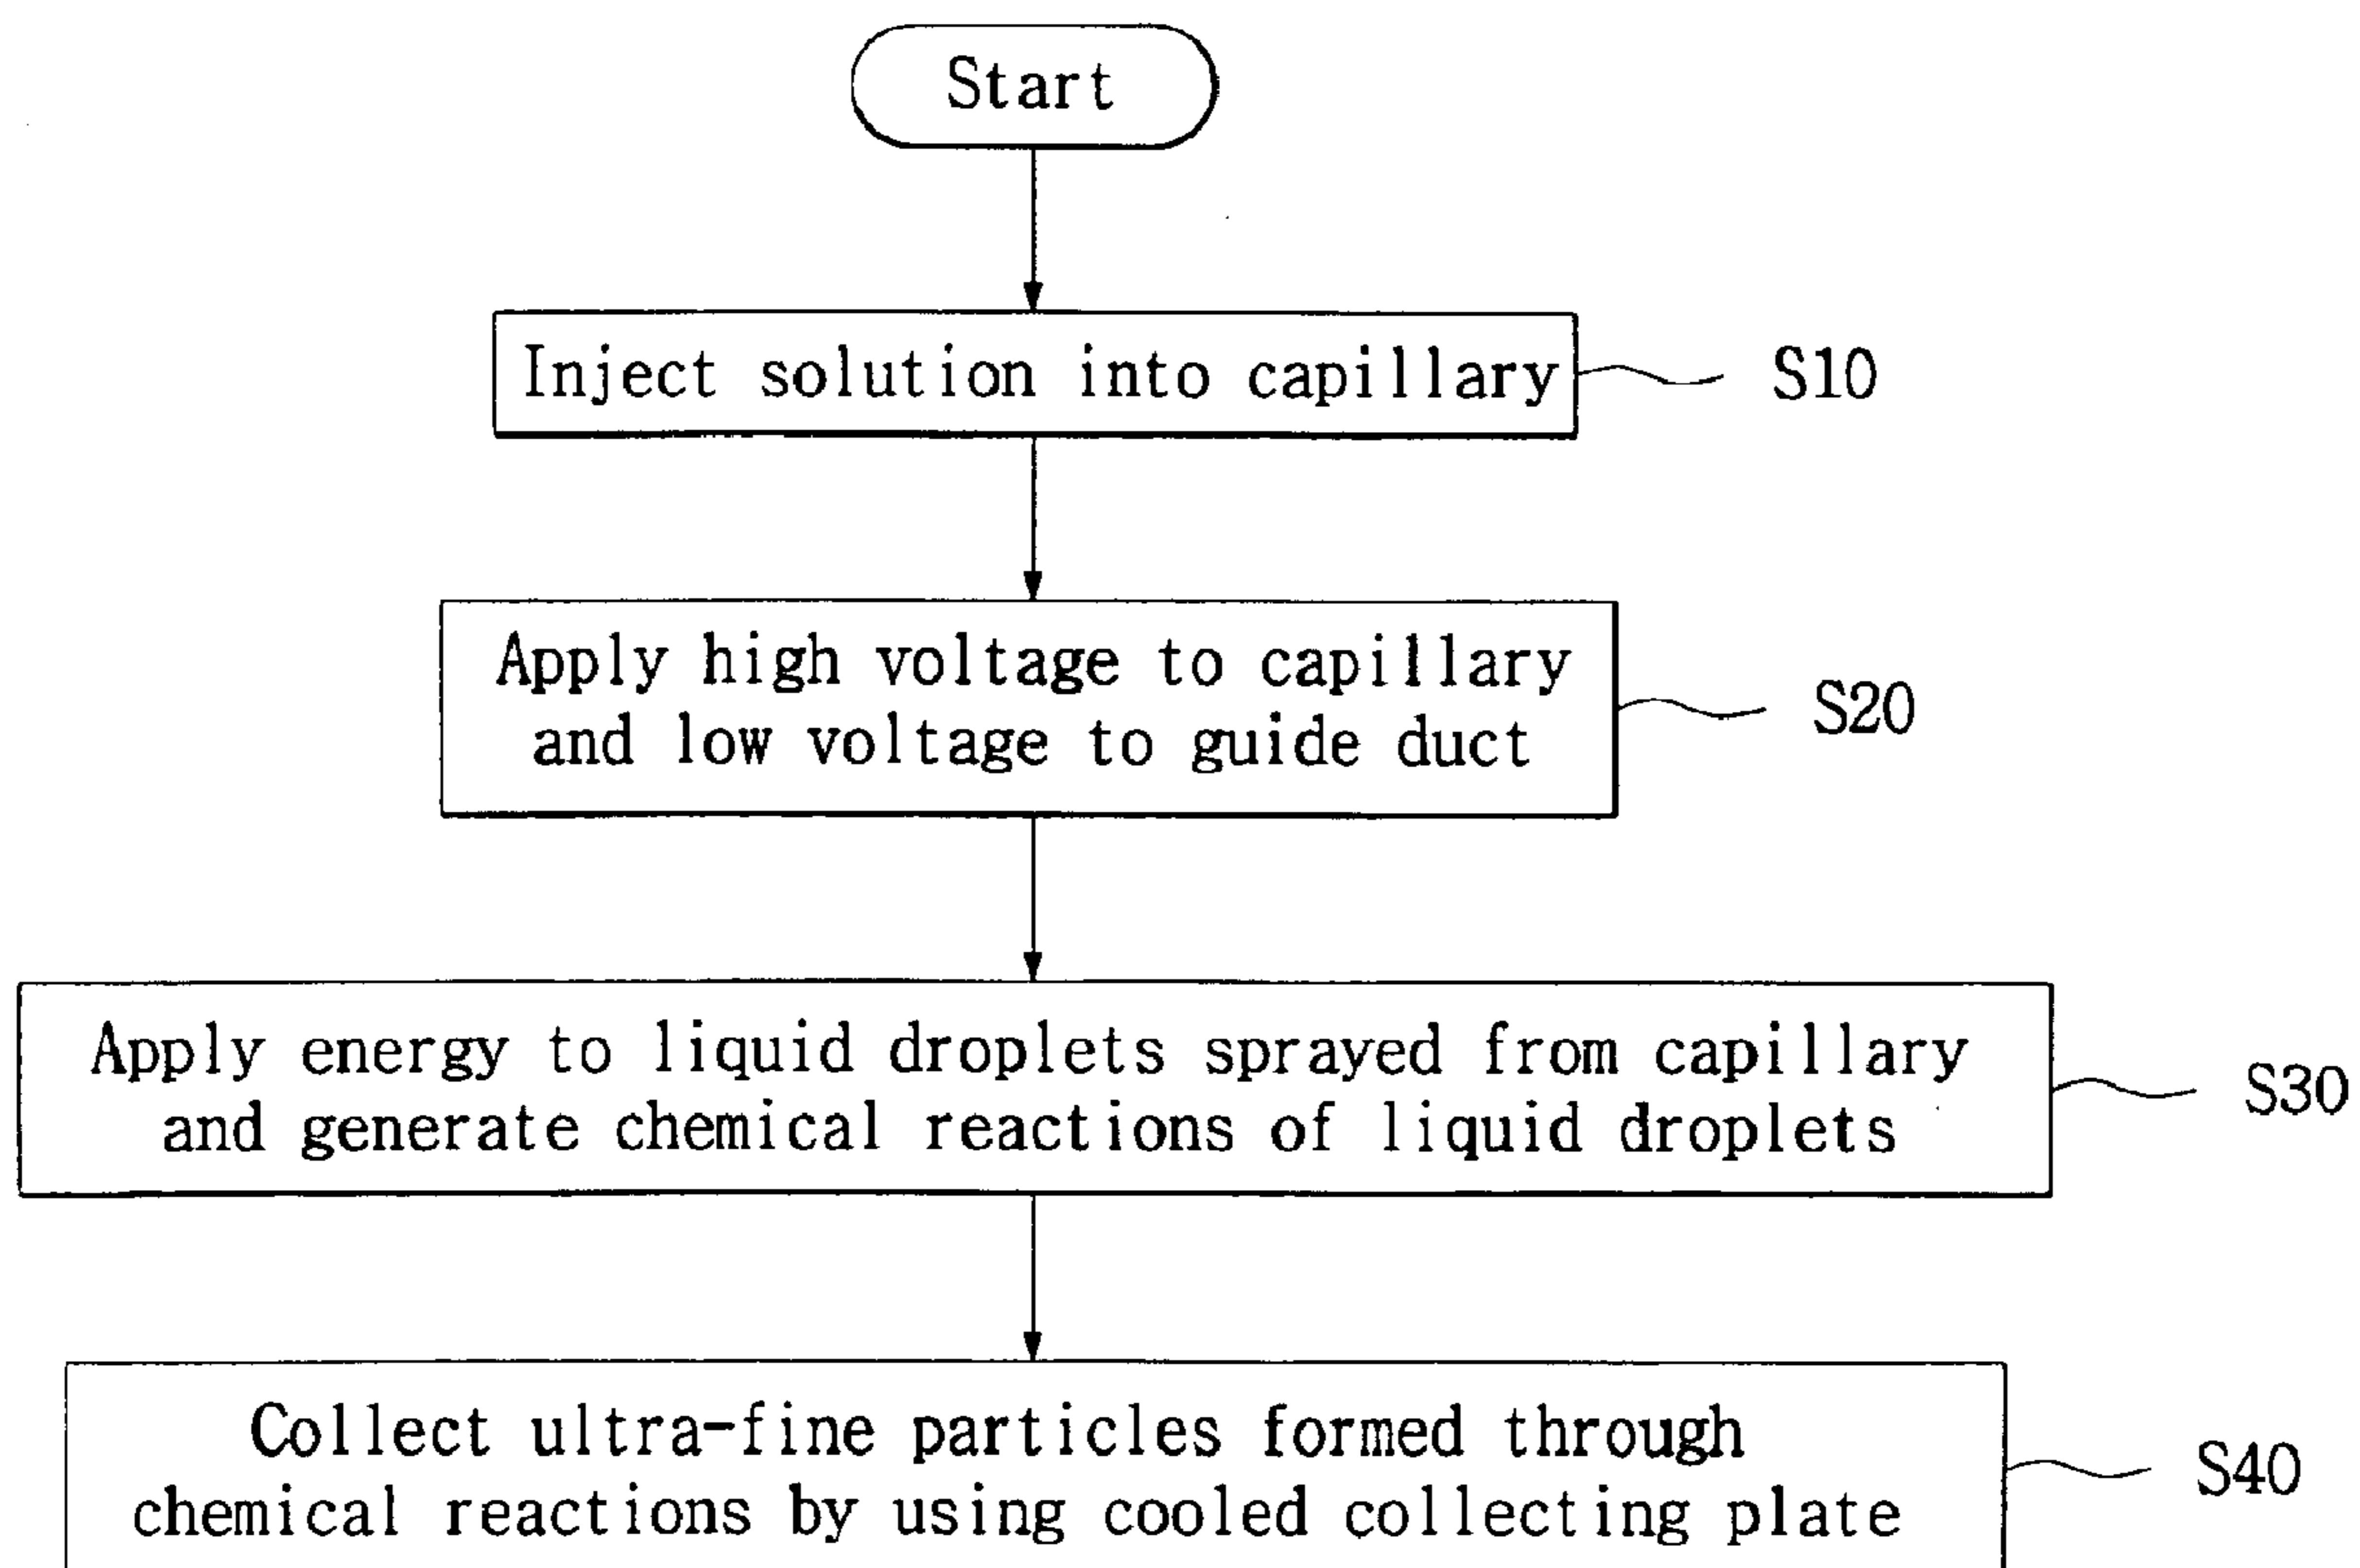 Start
Inject solution into capillary
S10
Apply high voltage to capillary
and low voltage to guide duct
S20
Apply energy to liquid droplets sprayed from capillary
and generate chemical reactions of liquid droplets
S30
Collect ultra-fine particles formed through
chemical reactions by using cooled collecting plate
S40